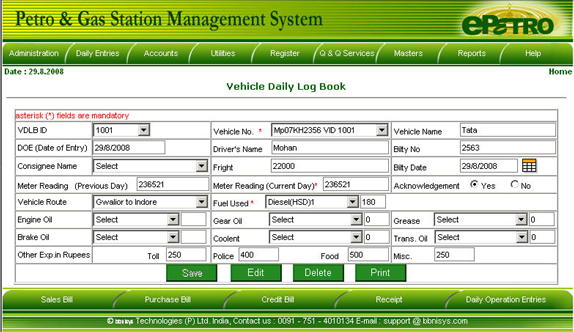 Petro & Gas Station Management System ePetro
Administration Daily Entries Accounts Utilities Register Q & Q Services Masters Reports Help
Date : 29.8.2008 Home
Vehicle Daily Log Book
asterisk (*) fields are mandatory
VDLB ID 1001 Vehicle No. * Mp07KH2356 VID 1001 Vehicle Name Tata
DOE (Date of Entry) 29/8/2008 Driver's Name Mohan Bilty No 2563
Consignee Name Select Fright 22000 Bilty Date 29/8/2008
Meter Reading (Previous Day) 236521 Meter Reading (Current Day)* 236521 Acknowledgement Yes No
Vehicle Route Gwalior to Indore Fuel Used * Diesel(HSD)1 180
Engine Oil Select Gear Oil Select 0 Grease Select 0
Brake Oil Select Coolent Select 0 Trans. Oil Select 0
Other Exp.in Rupees Toll 250 Police 400 Food 500 Misc. 250
Save Edit Delete Print
Sales Bill Purchase Bill Credit Bill Receipt Daily Operation Entries
© bbnisys Technologies (P) Ltd. India, Contact us : 0091 - 751 - 4010134 E-mail : support @ bbnisys.com